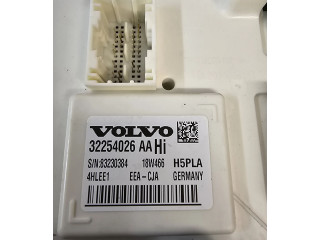 VOLVO
32254026 AA Hi
S/N:83230384 18W466 H5PLA
4HLEE1 EEA-CJA GERMANY